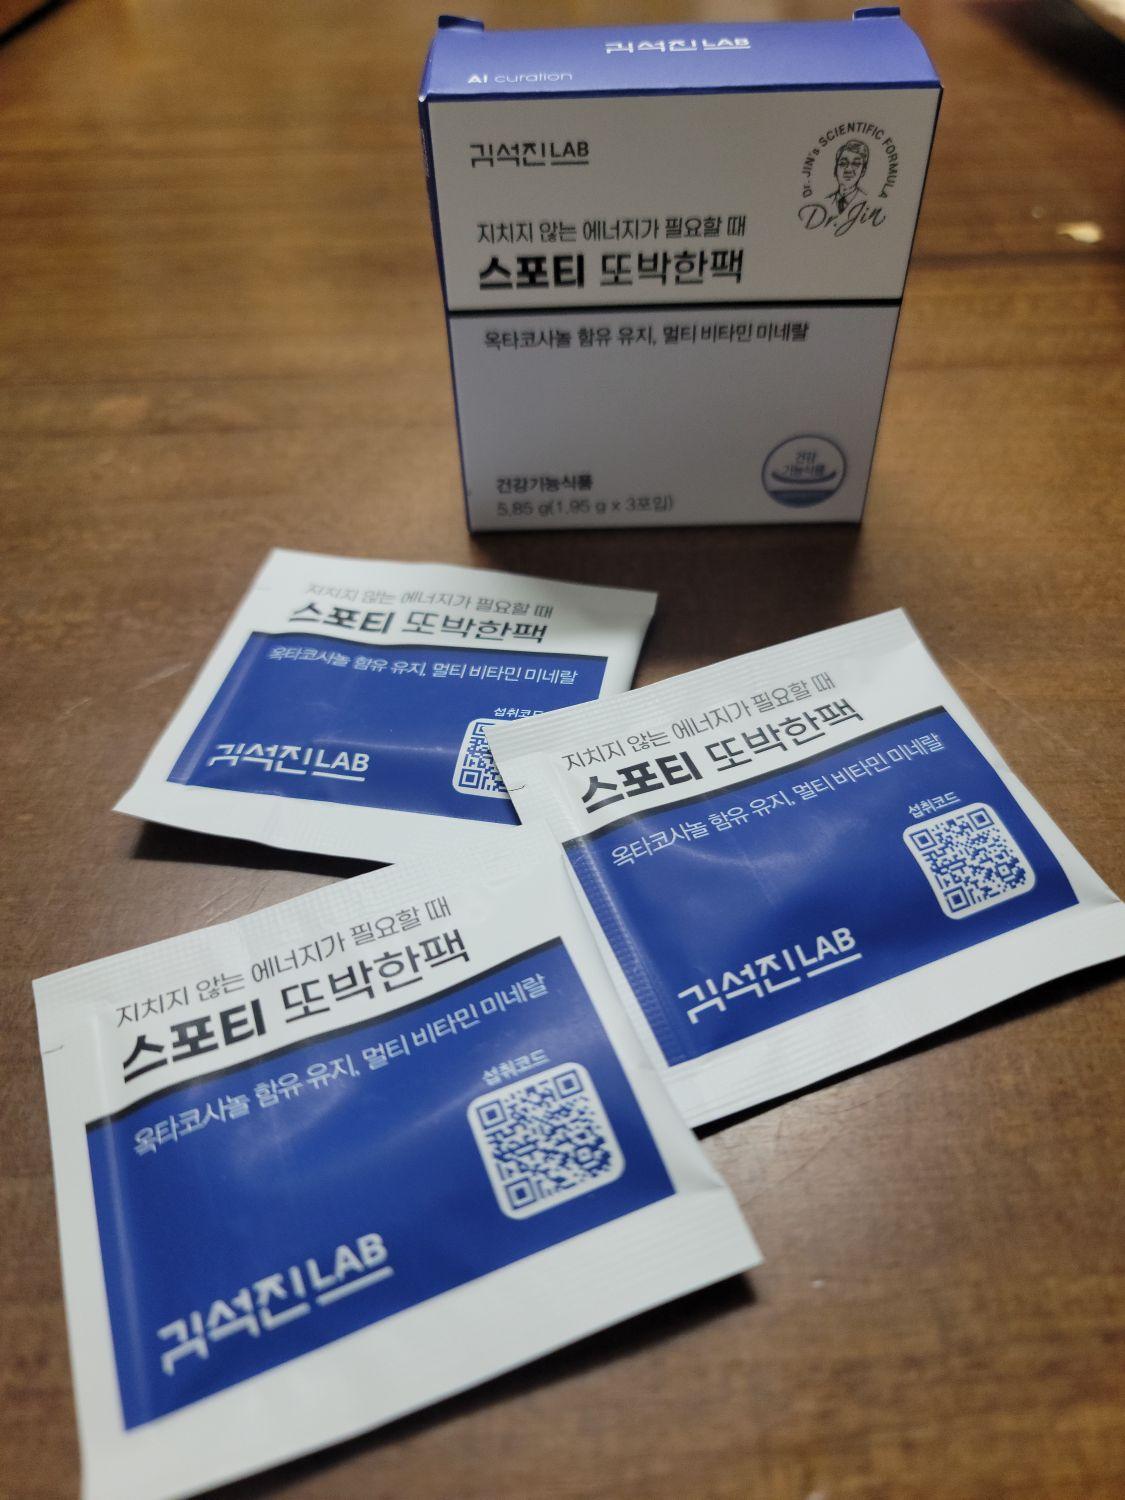 김석진LAB
AI curation
김석진LAB
Dr. JIN's SCIENTIFIC FORMULA
Dr. Jin
지치지 않는 에너지가 필요할 때
스포티 또박한팩
옥타코사놀 함유 유지, 멀티 비타민 미네랄
건강
기능식품
건강기능식품
5.85 g(1.95 g x 3포입)
지치지 않는 에너지가 필요할 때
스포티 또박한팩
옥타코사놀 함유 유지, 멀티 비타민 미네랄
섭취코드
김석진LAB
지치지 않는 에너지가 필요할 때
스포티 또박한팩
옥타코사놀 함유 유지, 멀티 비타민 미네랄
섭취코드
김석진LAB
지치지 않는 에너지가 필요할 때
스포티 또박한팩
옥타코사놀 함유 유지, 멀티 비타민 미네랄
섭취코드
김석진LAB